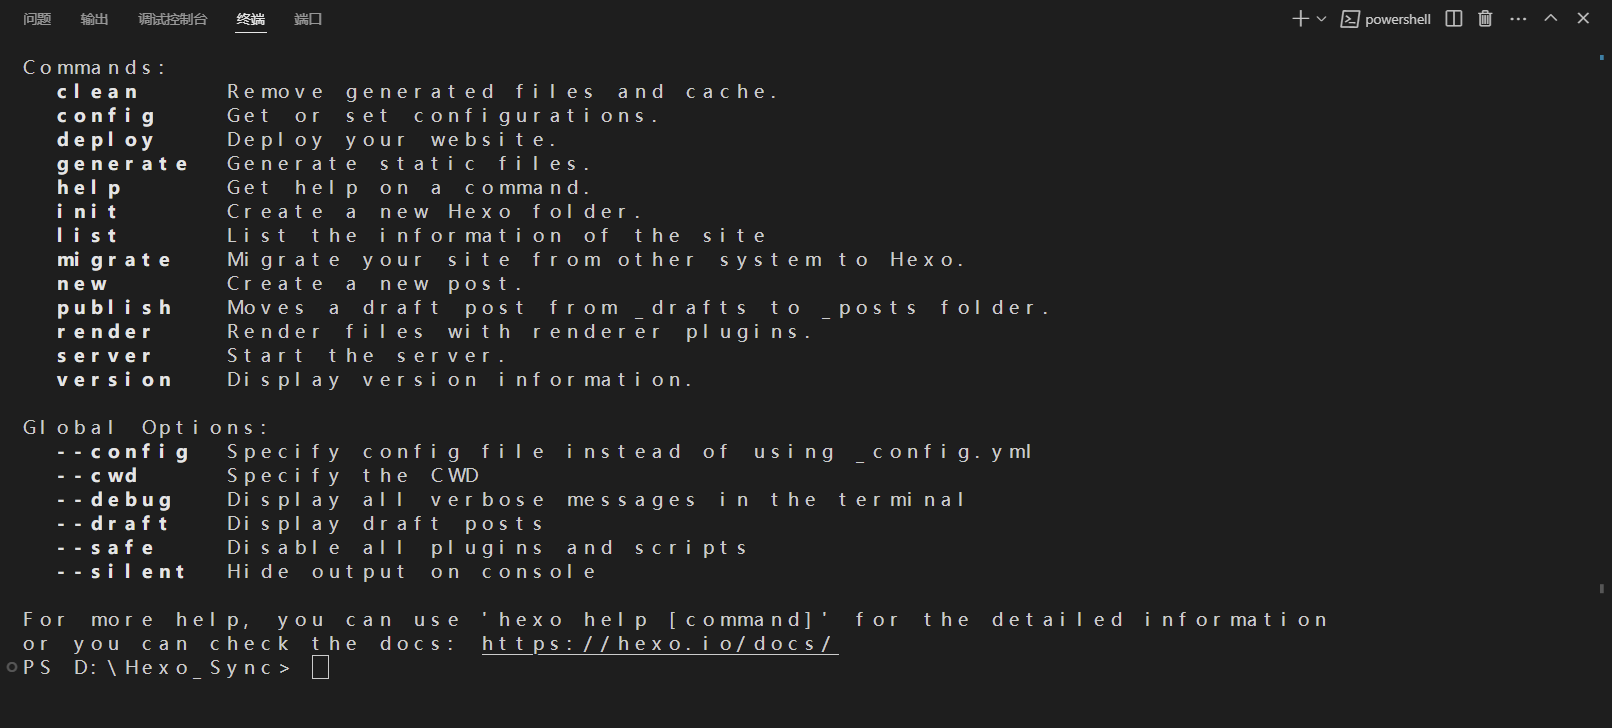 问题 输出 调试控制台 终端 端口 powershell
Commands:
clean Remove generated files and cache.
config Get or set configurations.
deploy Deploy your website.
generate Generate static files.
help Get help on a command.
init Create a new Hexo folder.
list List the information of the site
migrate Migrate your site from other system to Hexo.
new Create a new post.
publish Moves a draft post from _drafts to _posts folder.
render Render files with renderer plugins.
server Start the server.
version Display version information.
Global Options:
--config Specify config file instead of using _config.yml
--cwd Specify the CWD
--debug Display all verbose messages in the terminal
--draft Display draft posts
--safe Disable all plugins and scripts
--silent Hide output on console
For more help, you can use 'hexo help [command]' for the detailed information
or you can check the docs: https://hexo.io/docs/
PS D:\Hexo_Sync>